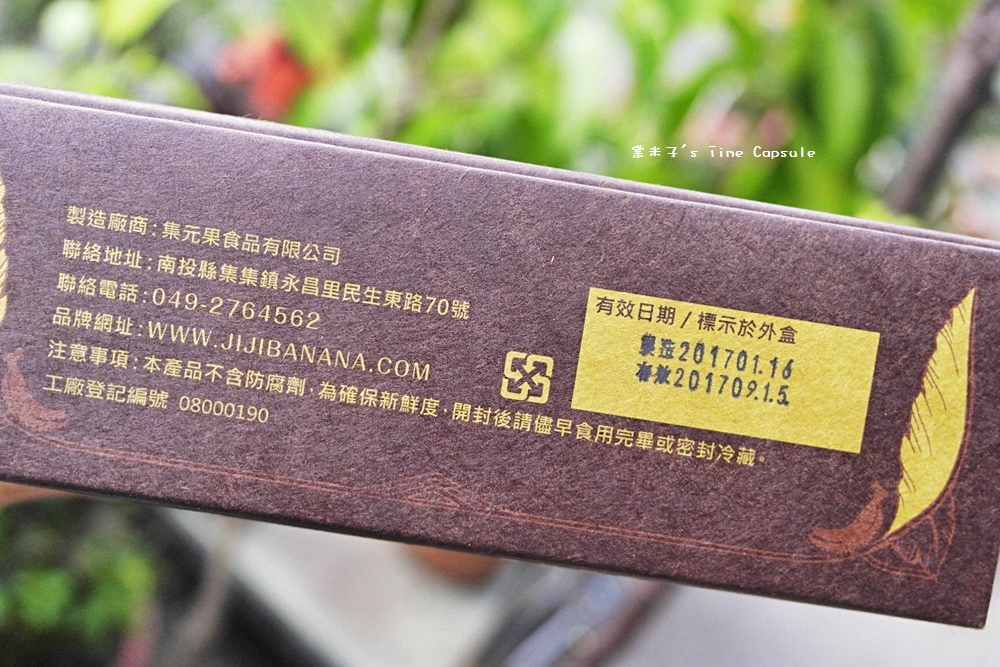 業米子's Time Capsule
製造廠商:集元果食品有限公司
聯絡地址:南投縣集集鎮永昌里民生東路70號
聯絡電話:049-2764562
品牌網址:WWW.JIJIBANANA.COM
注意事項:本產品不含防腐劑,為確保新鮮度,開封後請儘早食用完畢或密封冷藏。
工廠登記編號 08000190
有效日期/標示於外盒
製造201701.16
有效201709.15